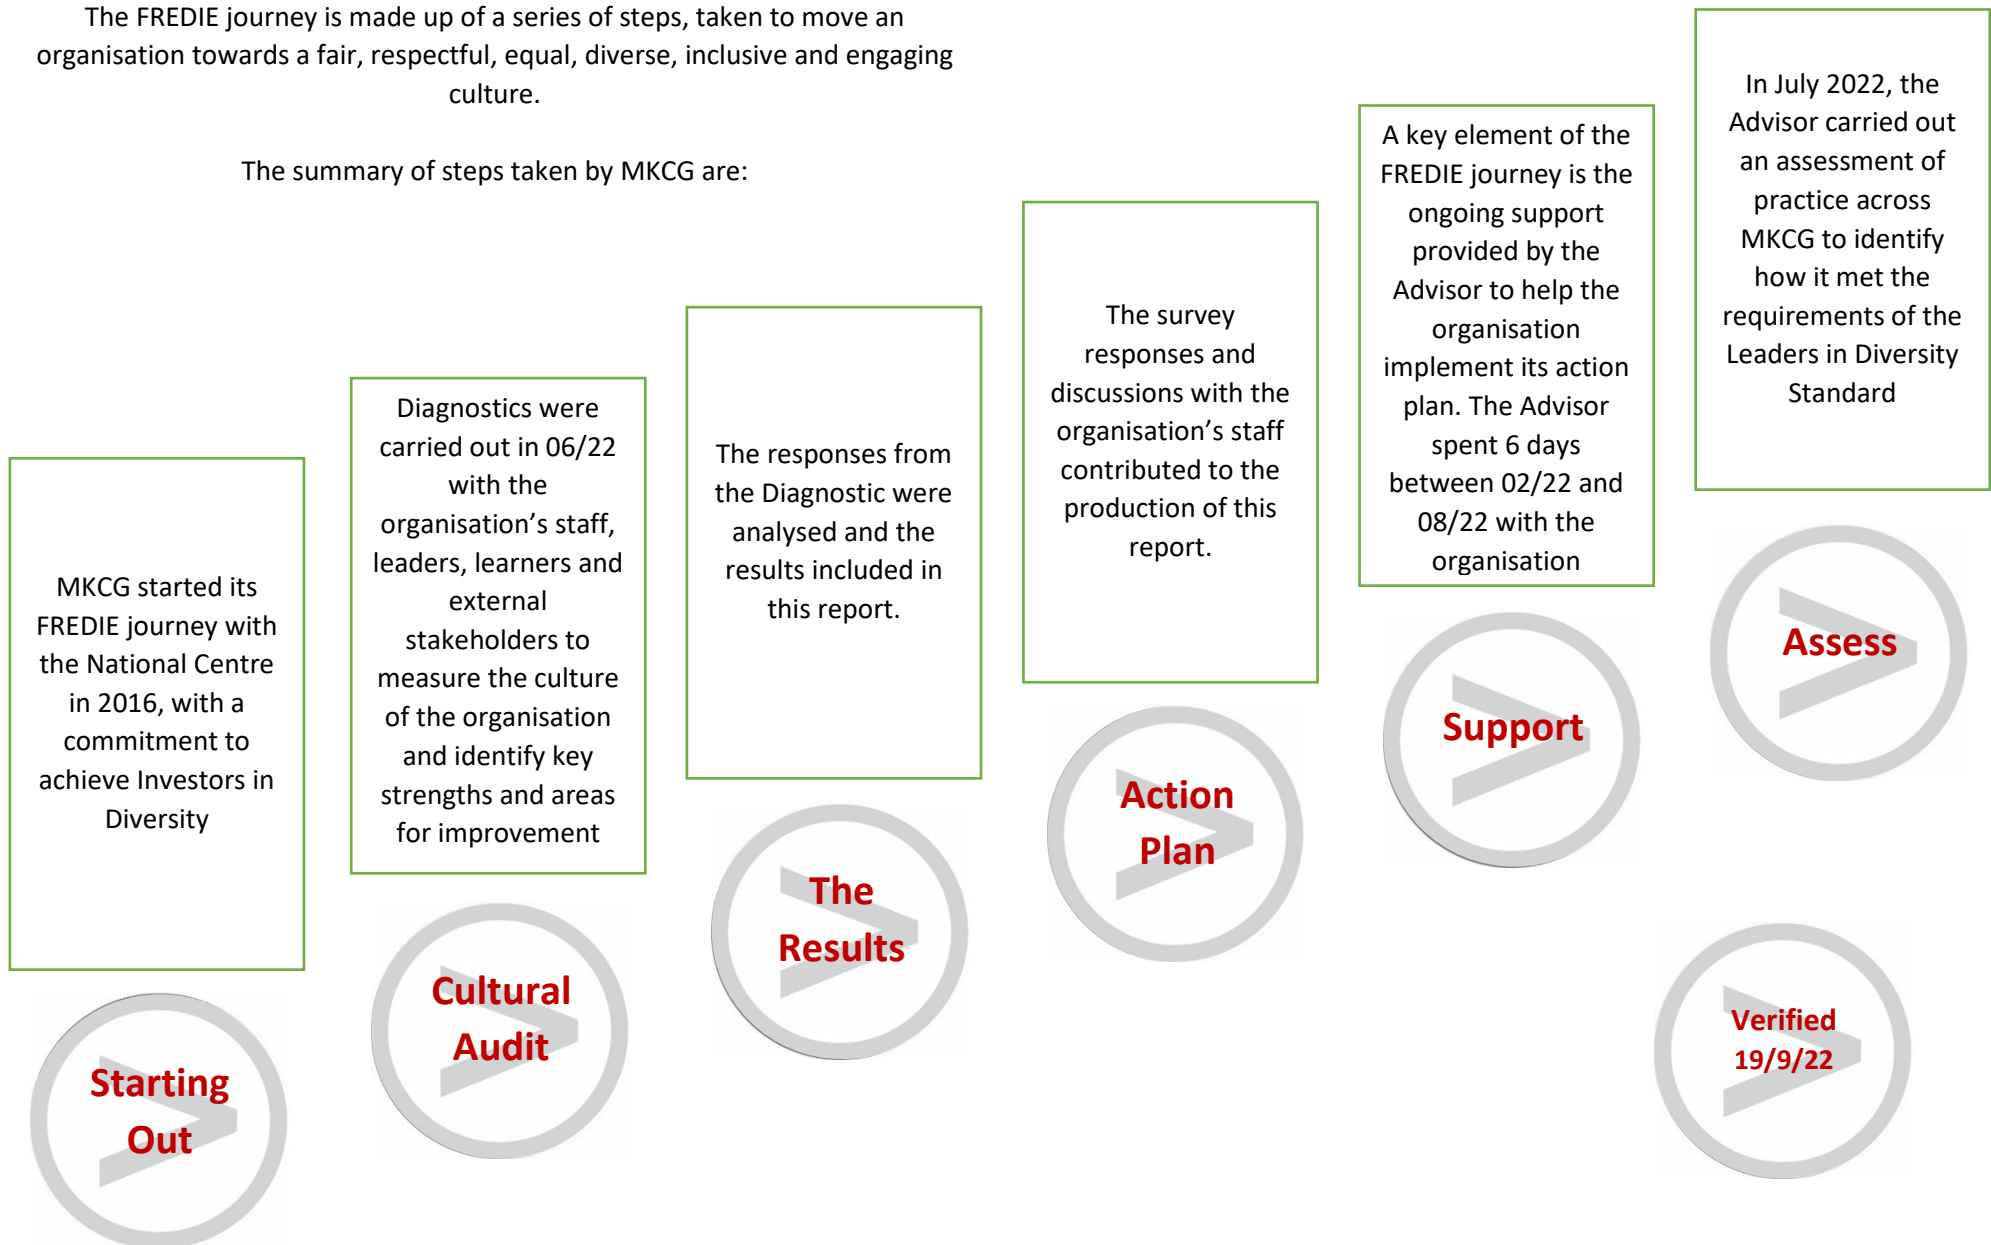 The FREDIE journey is made up of a series of steps, taken to move an
organisation towards a fair, respectful, equal, diverse, inclusive and engaging
culture.
The summary of steps taken by MKCG are:
MKCG started its
FREDIE journey with
the National Centre
in 2016, with a
commitment to
achieve Investors in
Diversity
Starting
Out
Diagnostics were
carried out in 06/22
with the
organisation’s staff,
leaders, learners and
external
stakeholders to
measure the culture
of the organisation
and identify key
strengths and areas
for improvement
Cultural
Audit
The responses from
the Diagnostic were
analysed and the
results included in
this report.
The
Results
The survey
responses and
discussions with the
organisation’s staff
contributed to the
production of this
report.
Action
Plan
A key element of the
FREDIE journey is the
ongoing support
provided by the
Advisor to help the
organisation
implement its action
plan. The Advisor
spent 6 days
between 02/22 and
08/22 with the
organisation
Support
In July 2022, the
Advisor carried out
an assessment of
practice across
MKCG to identify
how it met the
requirements of the
Leaders in Diversity
Standard
Assess
Verified
19/9/22